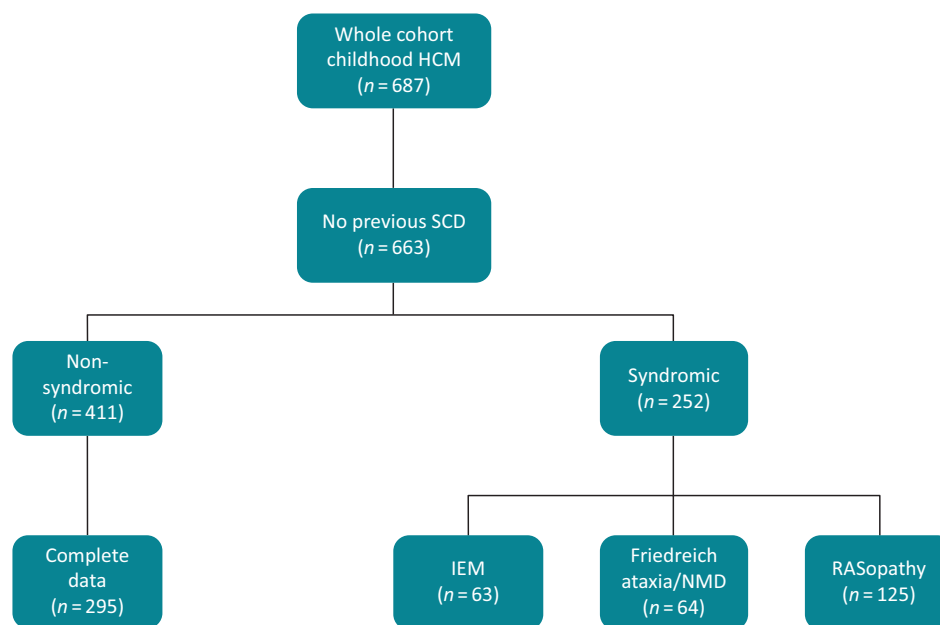 Whole cohort
childhood HCM
(n = 687)
No previous SCD
(n = 663)
Non-
syndromic
(n = 411)
Syndromic
(n = 252)
Complete
data
(n = 295)
IEM
(n = 63)
Friedreich
ataxia/NMD
(n = 64)
RASopathy
(n = 125)